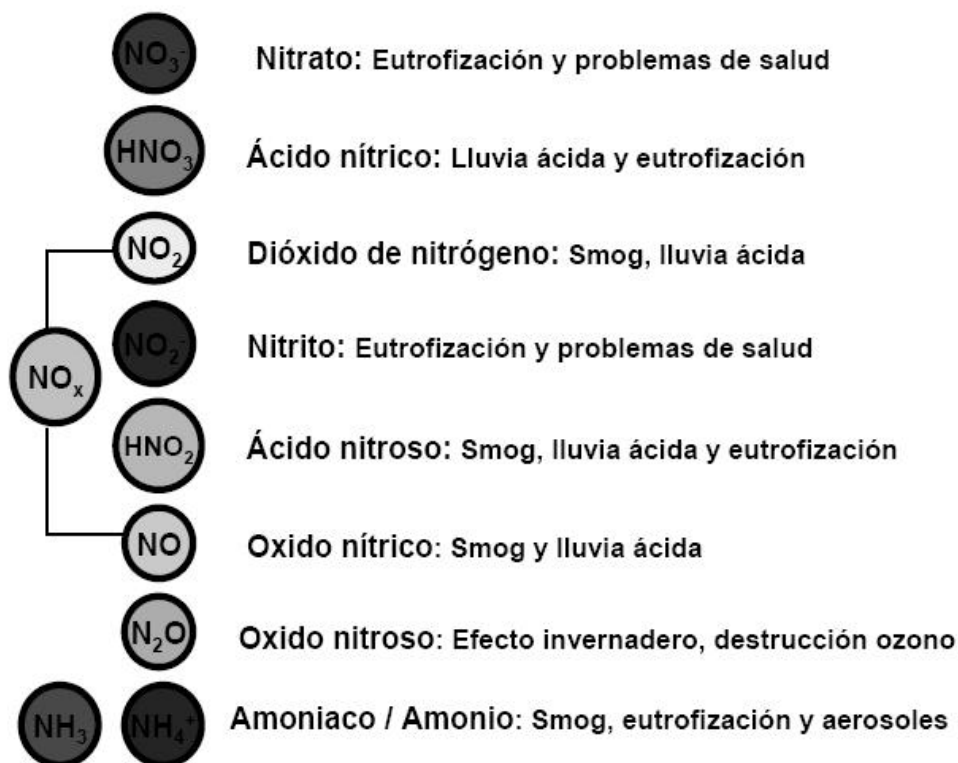 NO3- Nitrato: Eutrofización y problemas de salud
HNO3 Ácido nítrico: Lluvia ácida y eutrofización
NO2 Dióxido de nitrógeno: Smog, lluvia ácida
NO2- Nitrito: Eutrofización y problemas de salud
NOx
HNO2 Ácido nitroso: Smog, lluvia ácida y eutrofización
NO Oxido nítrico: Smog y lluvia ácida
N2O Oxido nitroso: Efecto invernadero, destrucción ozono
NH3 NH4+ Amoniaco / Amonio: Smog, eutrofización y aerosoles